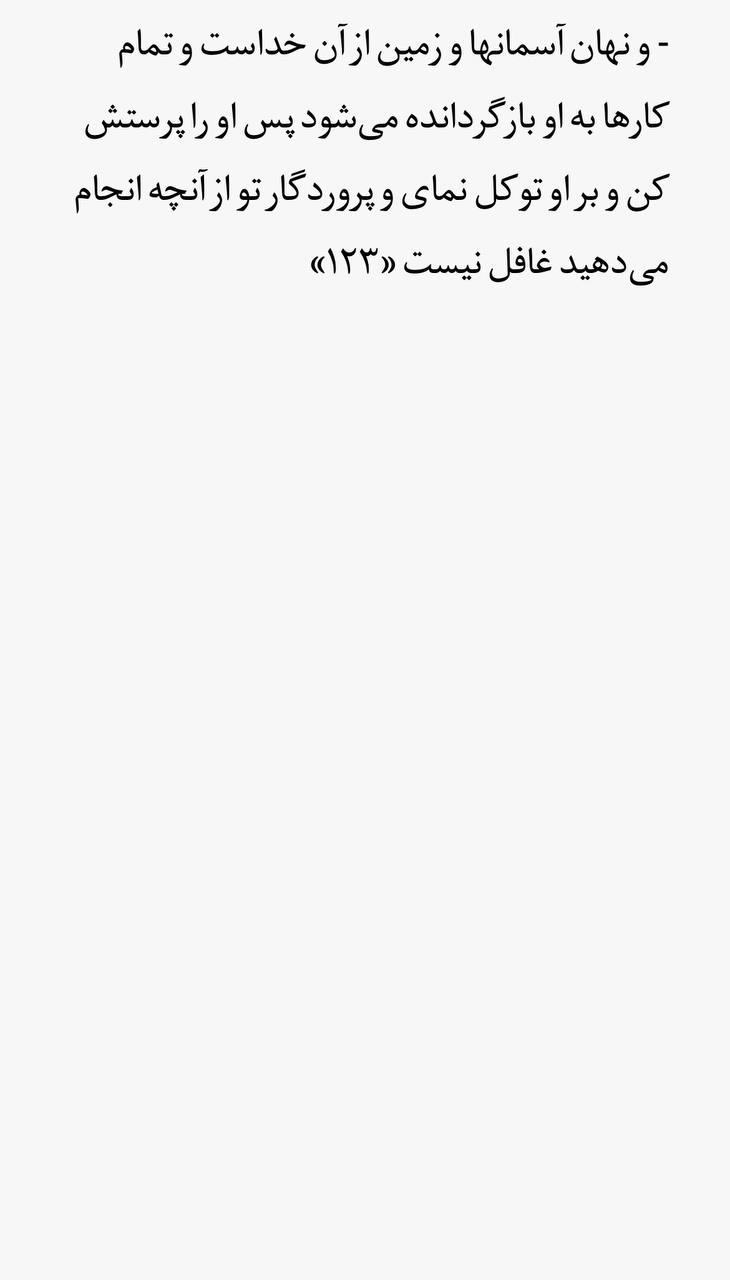 - و نهان آسمانها و زمین از آن خداست و تمام
کارها به او بازگردانده می‌شود پس او را پرستش
کن و بر او توکل نمای و پروردگار تو از آنچه انجام
می‌دهید غافل نیست «۱۲۳»